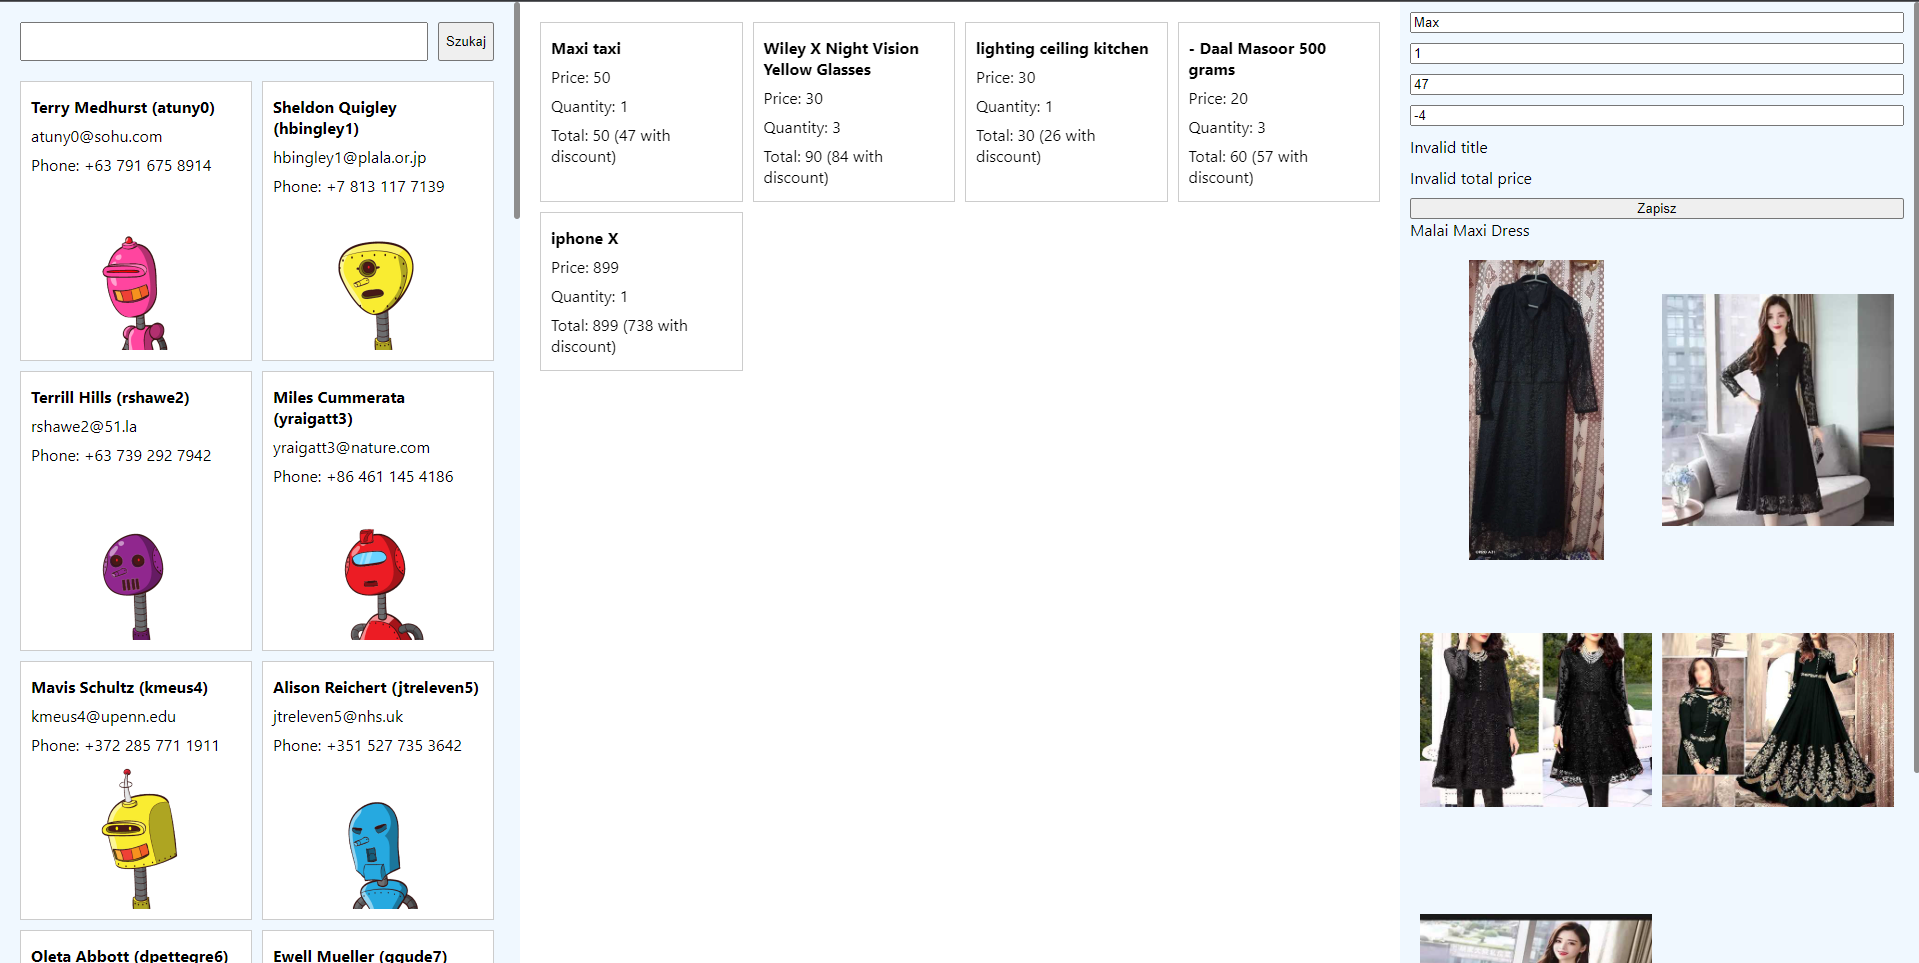 Szukaj
Terry Medhurst (atuny0)
atuny0@sohu.com
Phone: +63 791 675 8914
Sheldon Quigley
(hbingley1)
hbingley1@plala.or.jp
Phone: +7 813 117 7139
Terrill Hills (rshawe2)
rshawe2@51.la
Phone: +63 739 292 7942
Miles Cummerata
(yraigatt3)
yraigatt3@nature.com
Phone: +86 461 145 4186
Mavis Schultz (kmeus4)
kmeus4@upenn.edu
Phone: +372 285 771 1911
Alison Reichert (jtreleven5)
jtreleven5@nhs.uk
Phone: +351 527 735 3642
Oleta Abbott (dpettegre6)
Ewell Mueller (ggude7)
Maxi taxi
Price: 50
Quantity: 1
Total: 50 (47 with
discount)
Wiley X Night Vision
Yellow Glasses
Price: 30
Quantity: 3
Total: 90 (84 with
discount)
lighting ceiling kitchen
Price: 30
Quantity: 1
Total: 30 (26 with
discount)
- Daal Masoor 500
grams
Price: 20
Quantity: 3
Total: 60 (57 with
discount)
iphone X
Price: 899
Quantity: 1
Total: 899 (738 with
discount)
Max
1
47
-4
Invalid title
Invalid total price
Zapisz
Malai Maxi Dress